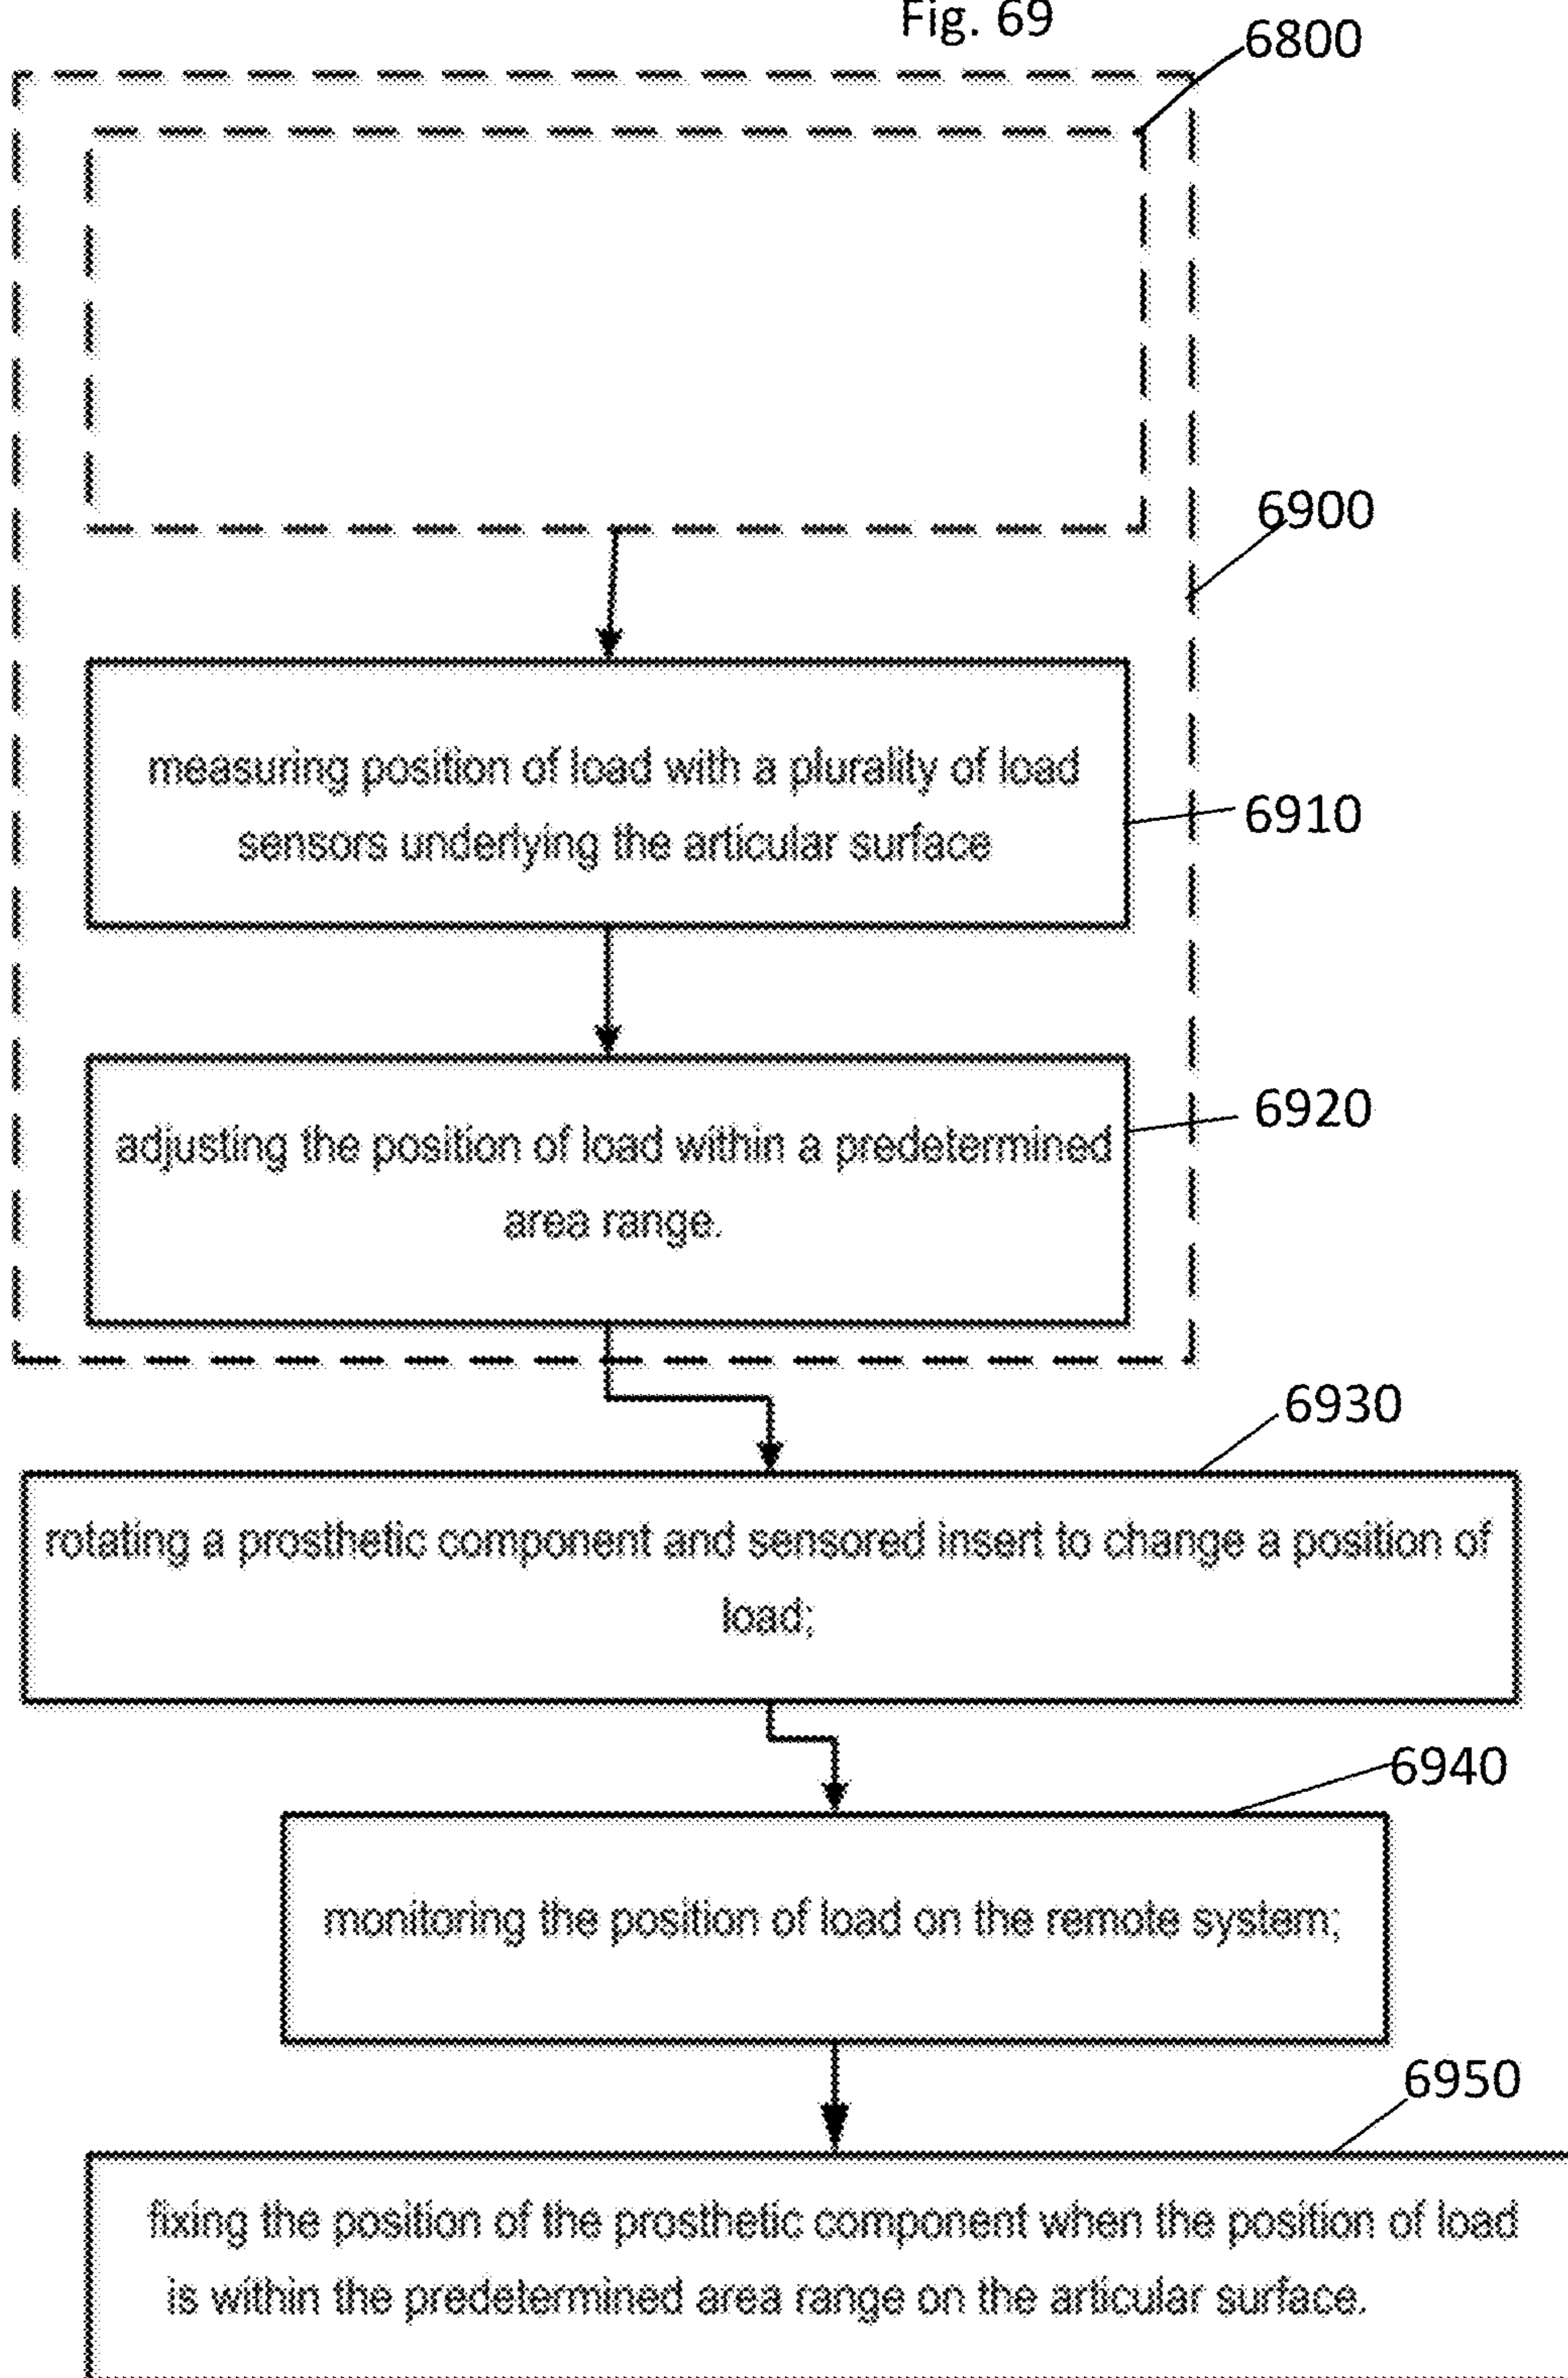 Fig. 69
6800
6900
measuring position of load with a plurality of load
sensors underlying the articular surface
6910
adjusting the position of load within a predetermined
area range.
6920
6930
rotating a prosthetic component and sensored insert to change a position of
load;
6940
monitoring the position of load on the remote system;
6950
fixing the position of the prosthetic component when the position of load
is within the predetermined area range on the articular surface.